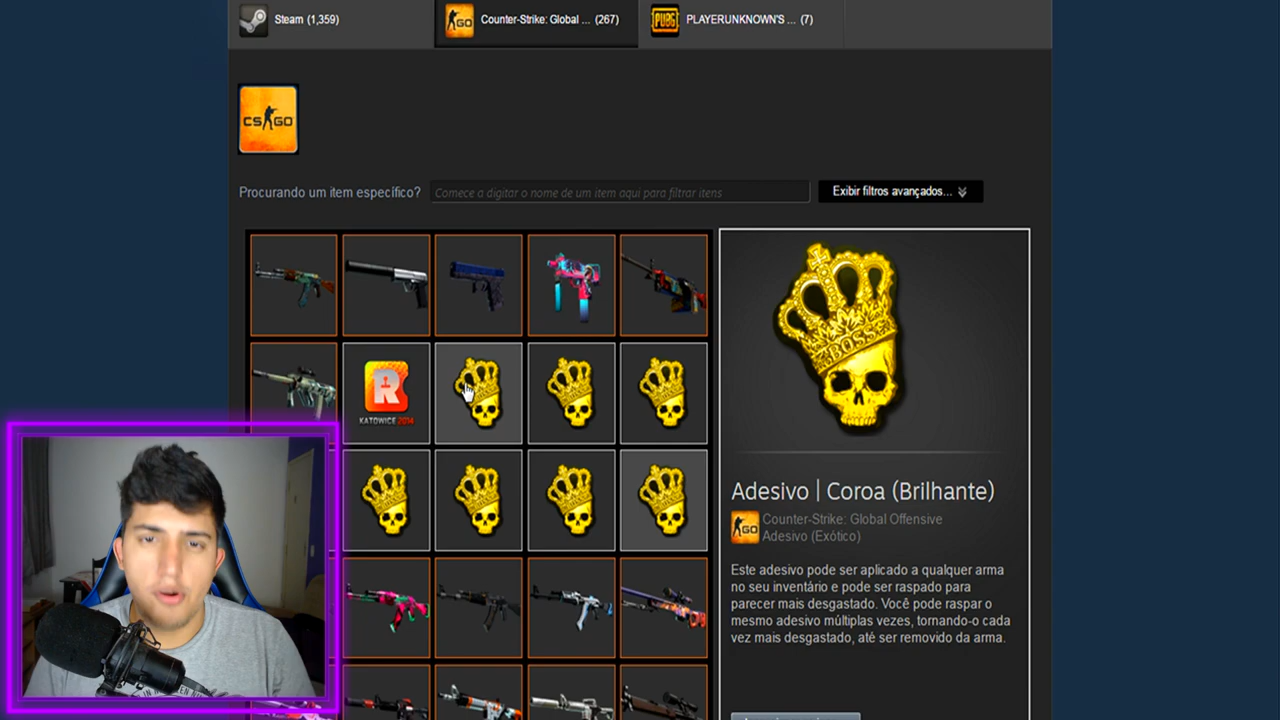 Steam (1,359)
Counter-Strike: Global ... (267)
PUBG
PLAYERUNKNOWN'S ... (7)
GO
CS GO
Procurando um item específico?
Comece a digitar o nome de um item aqui para filtrar itens
Exibir filtros avançados...
BOSS
R
KATOWICE 2014
Adesivo | Coroa (Brilhante)
GO
Counter-Strike: Global Offensive
Adesivo (Exótico)
Este adesivo pode ser aplicado a qualquer arma
no seu inventário e pode ser raspado para
parecer mais desgastado. Você pode raspar o
mesmo adesivo múltiplas vezes, tornando-o cada
vez mais desgastado, até ser removido da arma.